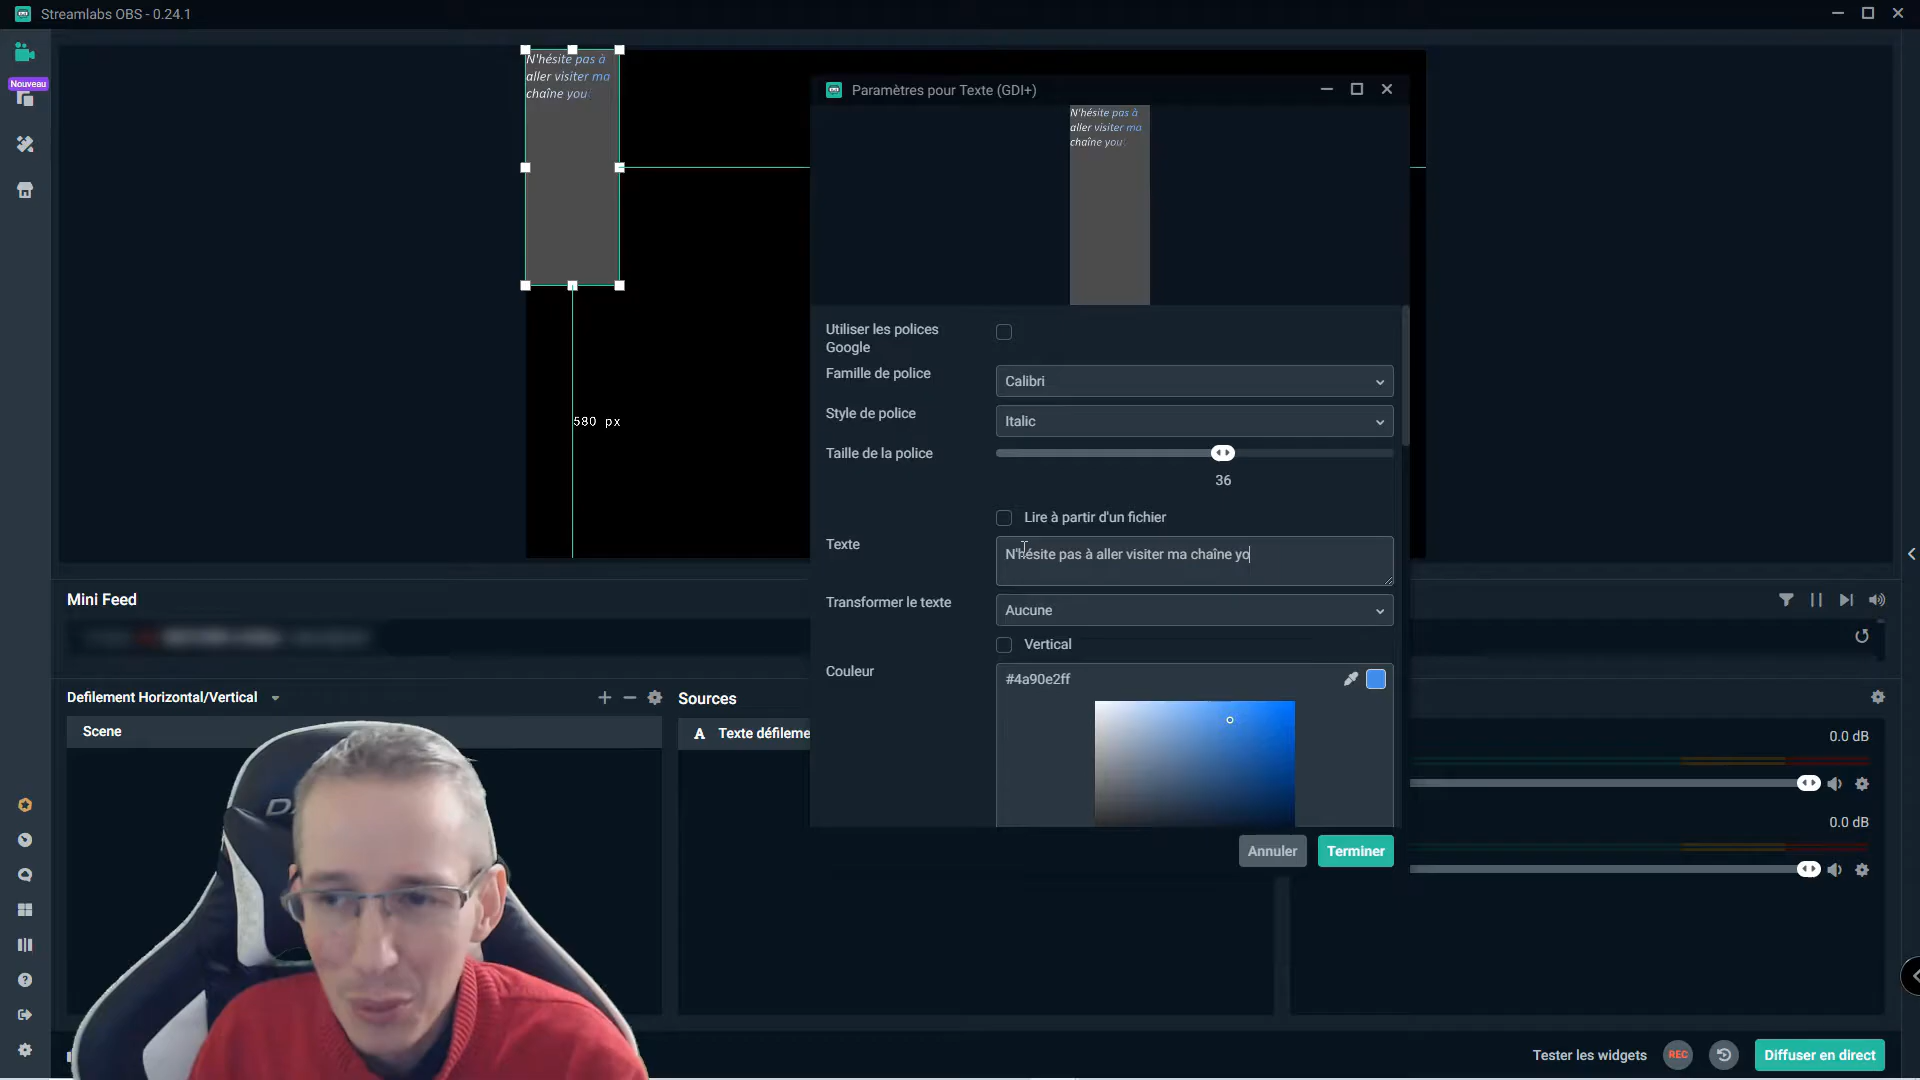 Streamlabs OBS - 0.24.1
Nouveau
N'hésite pas à
aller visiter ma
chaîne you
580 px
Paramètres pour Texte (GDI+)
N'hésite pas à
aller visiter ma
chaîne you
Utiliser les polices
Google
Famille de police
Calibri
Style de police
Italic
Taille de la police
36
Lire à partir d'un fichier
Texte
N'hésite pas à aller visiter ma chaîne yo
Transformer le texte
Aucune
Vertical
Couleur
#4a90e2ff
Annuler
Terminer
Mini Feed
Defilement Horizontal/Vertical
Scene
Sources
A Texte défileme
0.0 dB
0.0 dB
Tester les widgets
REC
Diffuser en direct